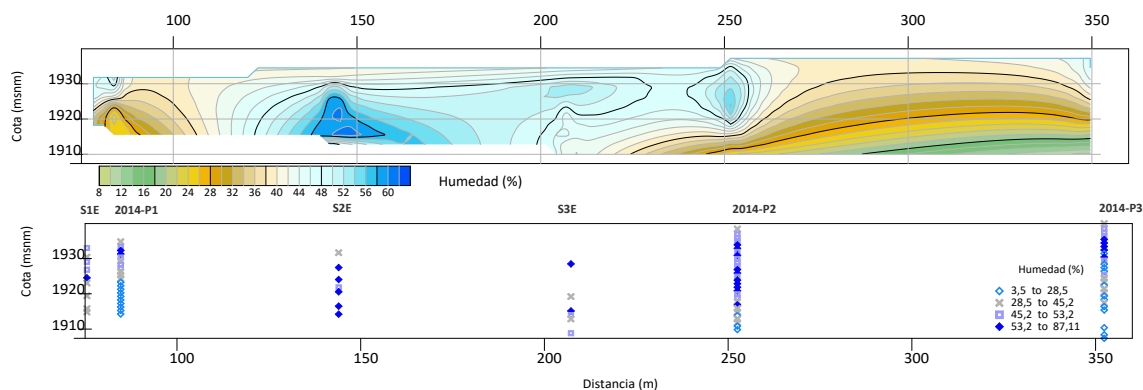 100 150 200 250 300 350
Cota (msnm)
1930
1920
1910
8 12 16 20 24 28 32 36 40 44 48 52 56 60
Humedad (%)
S1E 2014-P1 S2E S3E 2014-P2 2014-P3
Cota (msnm)
1930
1920
1910
Humedad (%)
3,5 to 28,5
28,5 to 45,2
45,2 to 53,2
53,2 to 87,11
100 150 200 250 300 350
Distancia (m)